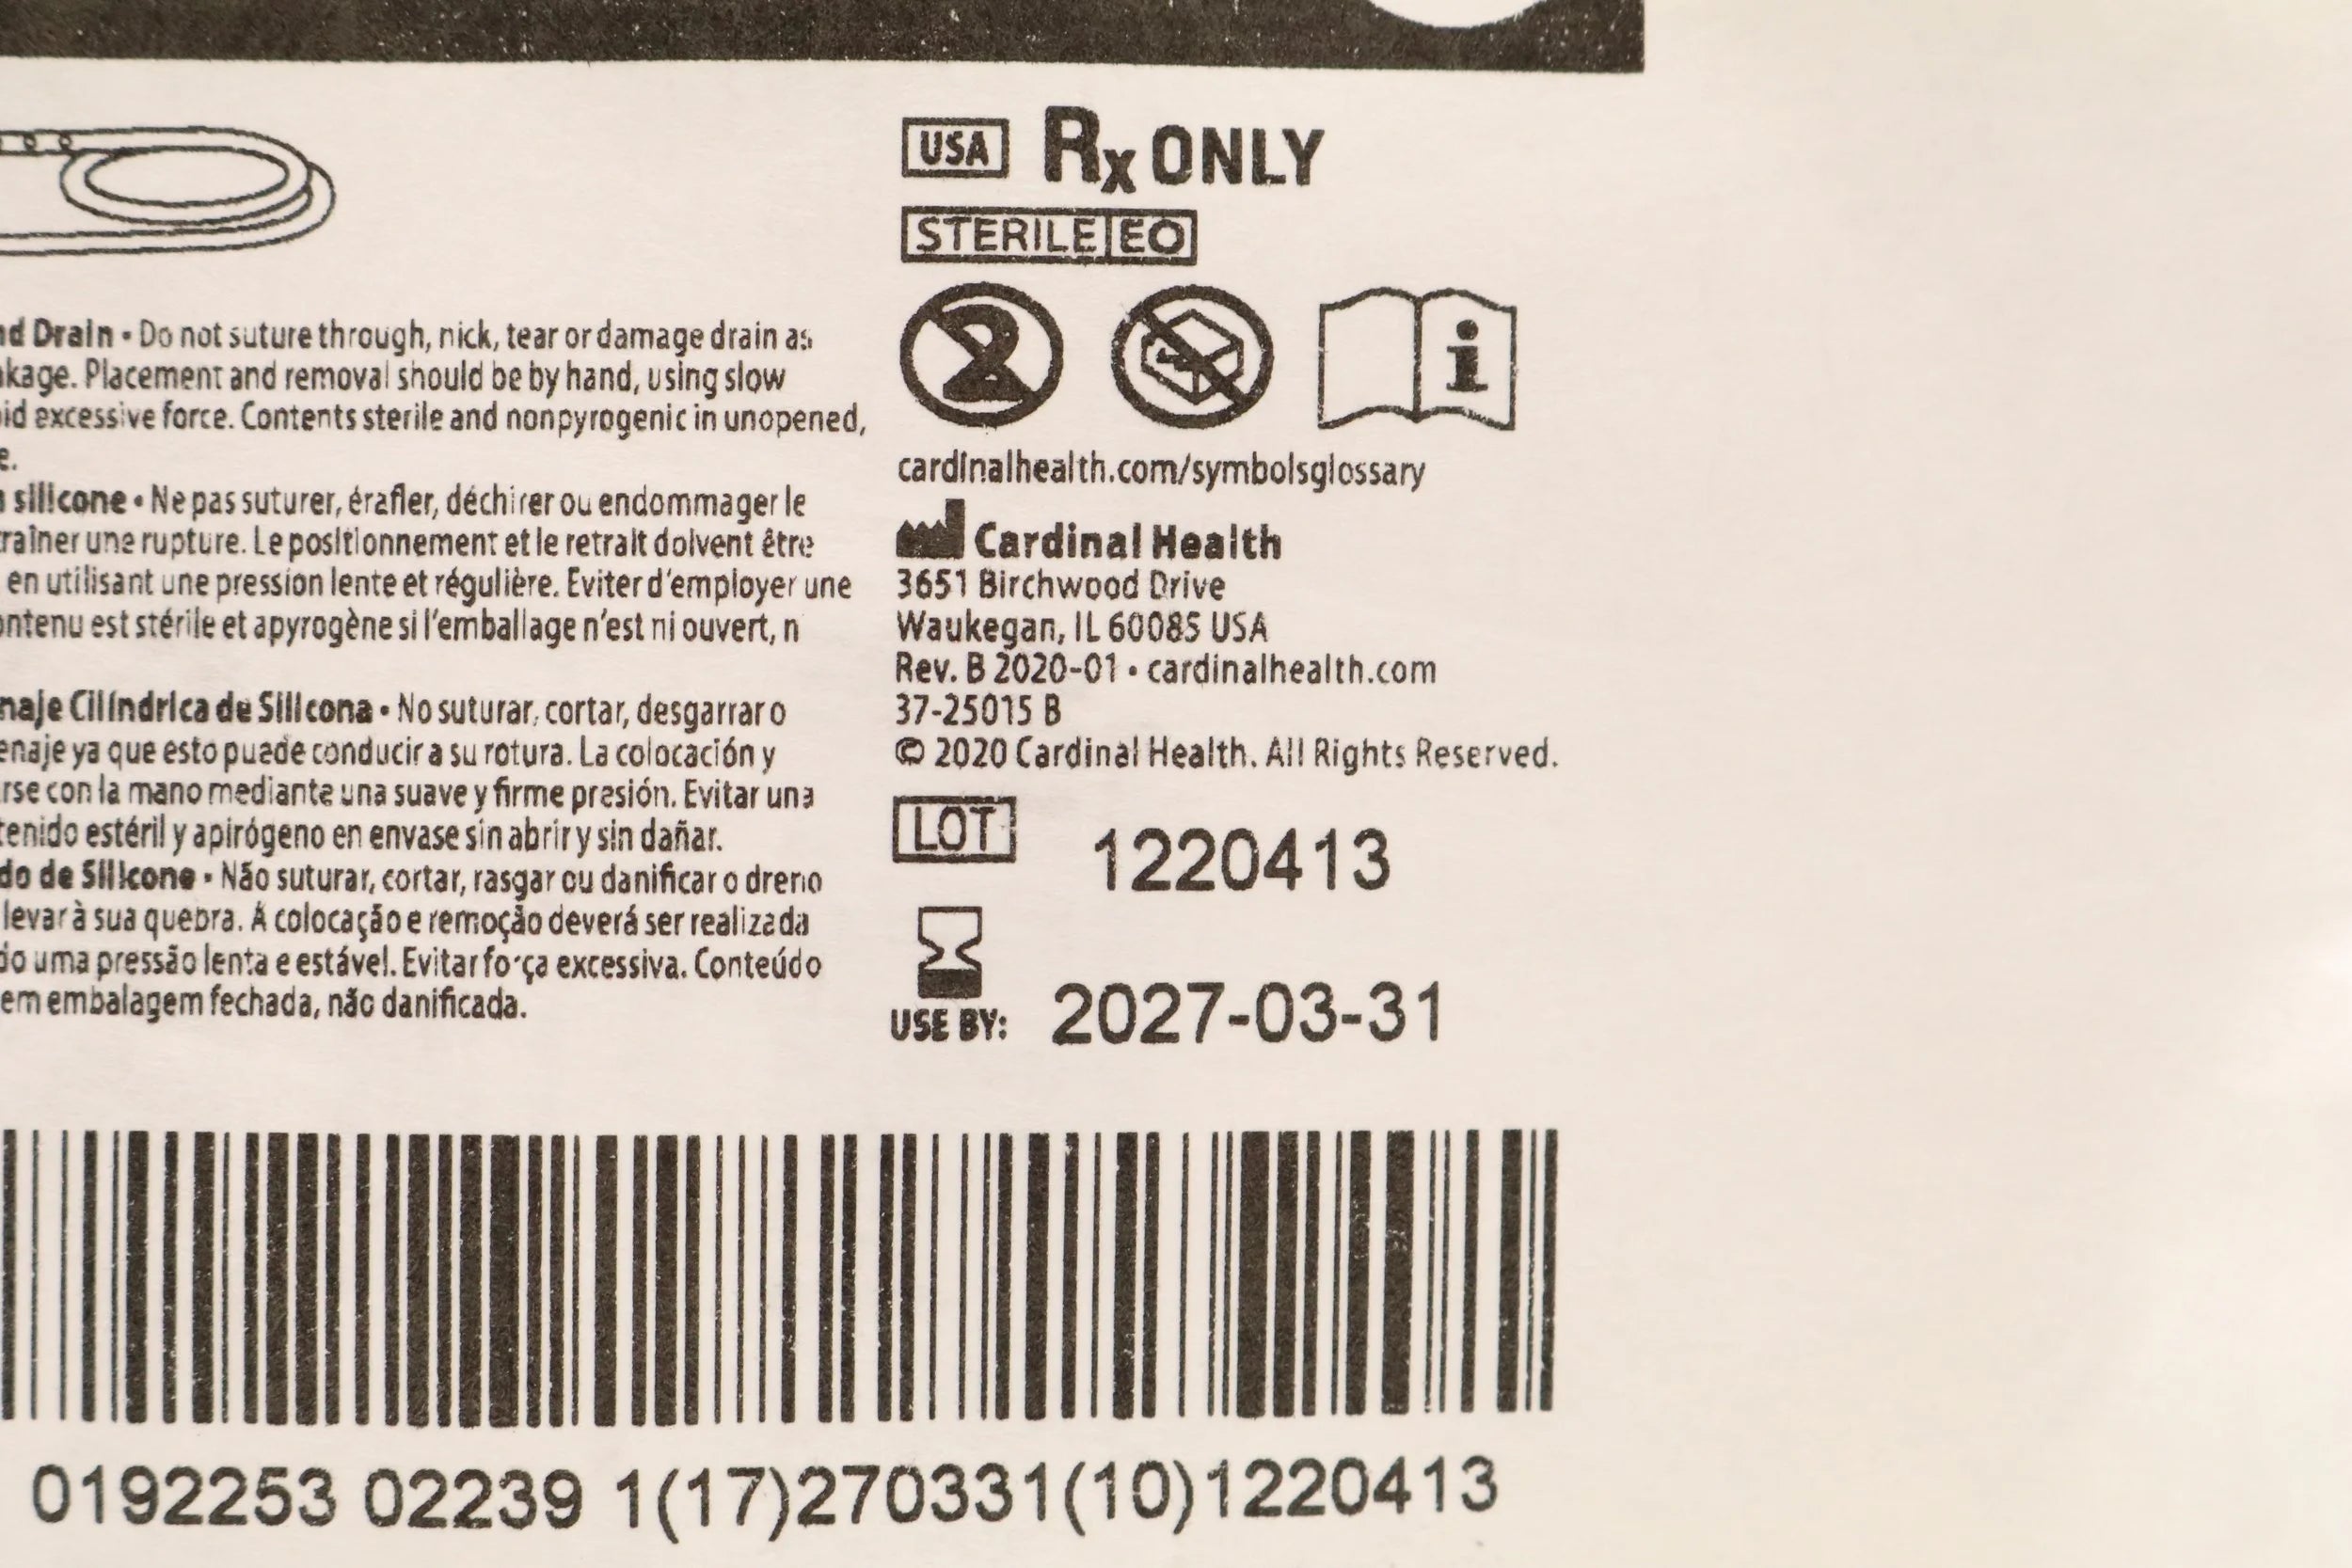 USA Rx ONLY
STERILE EO
2
i
cardinalhealth.com/symbolsglossary
Cardinal Health
3651 Birchwood Drive
Waukegan, IL 60085 USA
Rev. B 2020-01 • cardinalhealth.com
37-25015 B
© 2020 Cardinal Health. All Rights Reserved.
LOT 1220413
USE BY: 2027-03-31
Drain • Do not suture through, nick, tear or damage drain as
Placement and removal should be by hand, using slow
excessive force. Contents sterile and nonpyrogenic in unopened,
silicone • Ne pas suturer, érafler, déchirer ou endommager le
une rupture. Le positionnement et le retrait doivent être
en utilisant une pression lente et régulière. Eviter d'employer une
est stérile et apyrogène si l'emballage n'est ni ouvert, n
Cilíndrica de Silicona • No suturar, cortar, desgarrar o
ya que esto puede conducir a su rotura. La colocación y
con la mano mediante una suave y firme presión. Evitar una
estéril y apirógeno en envase sin abrir y sin dañar.
do de Silicone • Não suturar, cortar, rasgar ou danificar o dreno
levar à sua quebra. A colocação e remoção deverá ser realizada
uma pressão lenta e estável. Evitar força excessiva. Conteúdo
em embalagem fechada, não danificada.
0192253 02239 1(17)270331(10)1220413